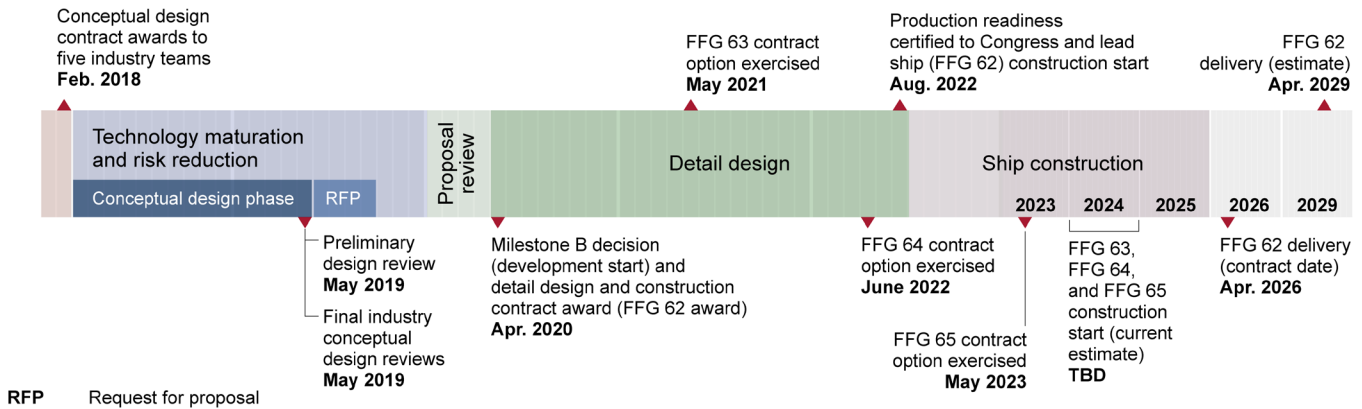 Conceptual design
contract awards to
five industry teams
Feb. 2018
FFG 63 contract
option exercised
May 2021
Production readiness
certified to Congress and lead
ship (FFG 62) construction start
Aug. 2022
FFG 62
delivery (estimate)
Apr. 2029
Technology maturation
and risk reduction
Conceptual design phase
RFP
Proposal
review
Detail design
Ship construction
2023
2024
2025
2026
2029
Preliminary
design review
May 2019
Final industry
conceptual
design reviews
May 2019
Milestone B decision
(development start) and
detail design and construction
contract award (FFG 62 award)
Apr. 2020
FFG 64 contract
option exercised
June 2022
FFG 65 contract
option exercised
May 2023
FFG 63,
FFG 64,
and FFG 65
construction
start (current
estimate)
TBD
FFG 62 delivery
(contract date)
Apr. 2026
RFP Request for proposal